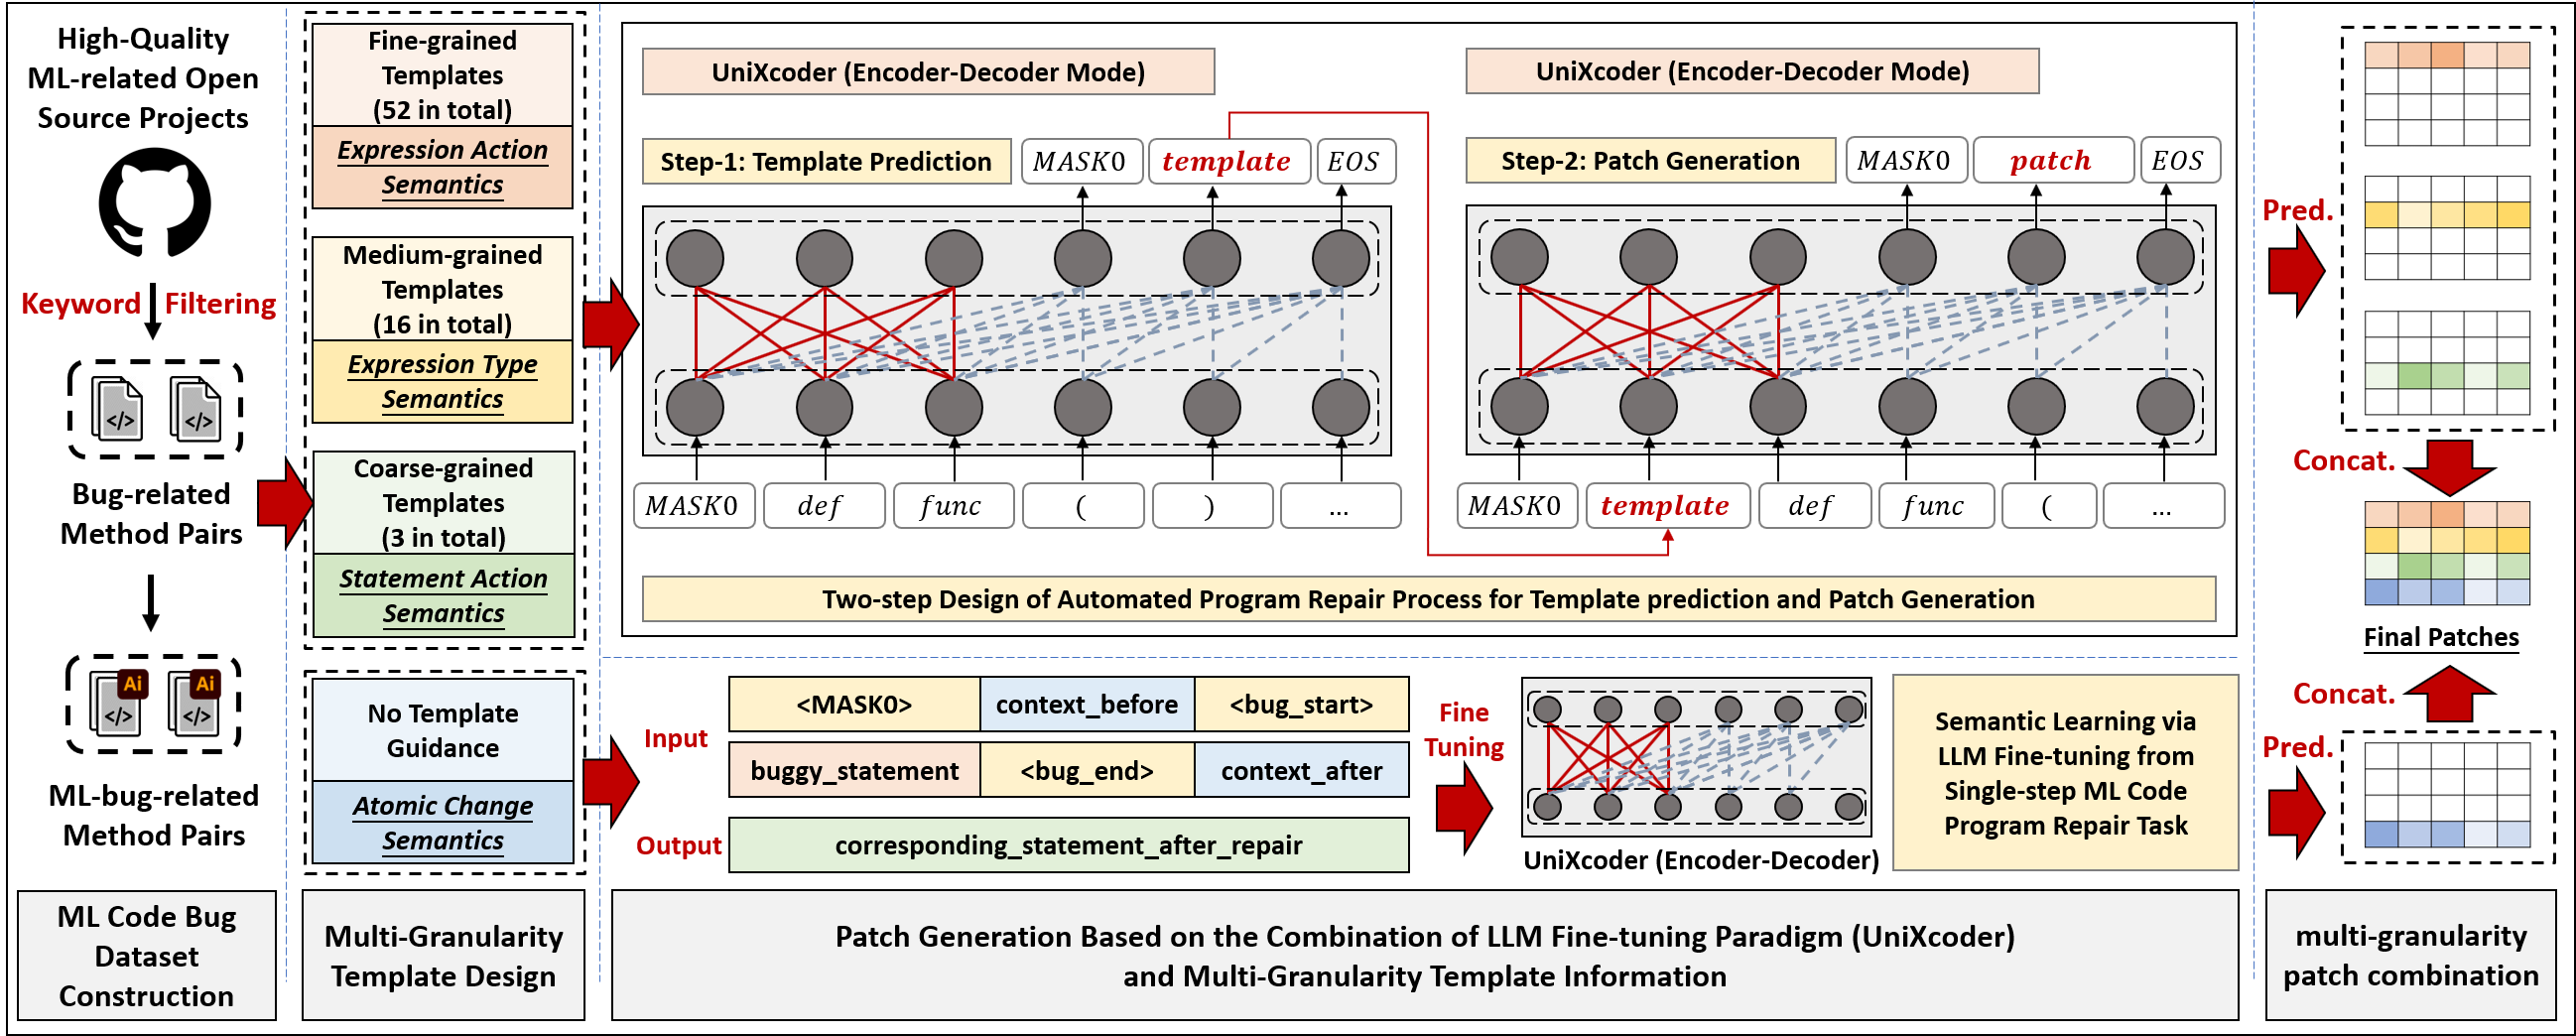 High-Quality
ML-related Open
Source Projects
Keyword Filtering
</>
</>
Bug-related
Method Pairs
Ai
Ai
</>
</>
ML-bug-related
Method Pairs
ML Code Bug
Dataset
Construction
Fine-grained
Templates
(52 in total)
Expression Action
Semantics
Medium-grained
Templates
(16 in total)
Expression Type
Semantics
Coarse-grained
Templates
(3 in total)
Statement Action
Semantics
No Template
Guidance
Atomic Change
Semantics
Multi-Granularity
Template Design
UniXcoder (Encoder-Decoder Mode)
Step-1: Template Prediction
MASK0 template EOS
MASK0 def func ( ) ...
UniXcoder (Encoder-Decoder Mode)
Step-2: Patch Generation
MASK0 patch EOS
MASK0 template def func ( ...
Two-step Design of Automated Program Repair Process for Template prediction and Patch Generation
Input
<MASK0> context_before <bug_start>
buggy_statement <bug_end> context_after
Output
corresponding_statement_after_repair
Fine
Tuning
UniXcoder (Encoder-Decoder)
Semantic Learning via
LLM Fine-tuning from
Single-step ML Code
Program Repair Task
Patch Generation Based on the Combination of LLM Fine-tuning Paradigm (UniXcoder)
and Multi-Granularity Template Information
Pred.
Concat.
Final Patches
Concat.
Pred.
multi-granularity
patch combination